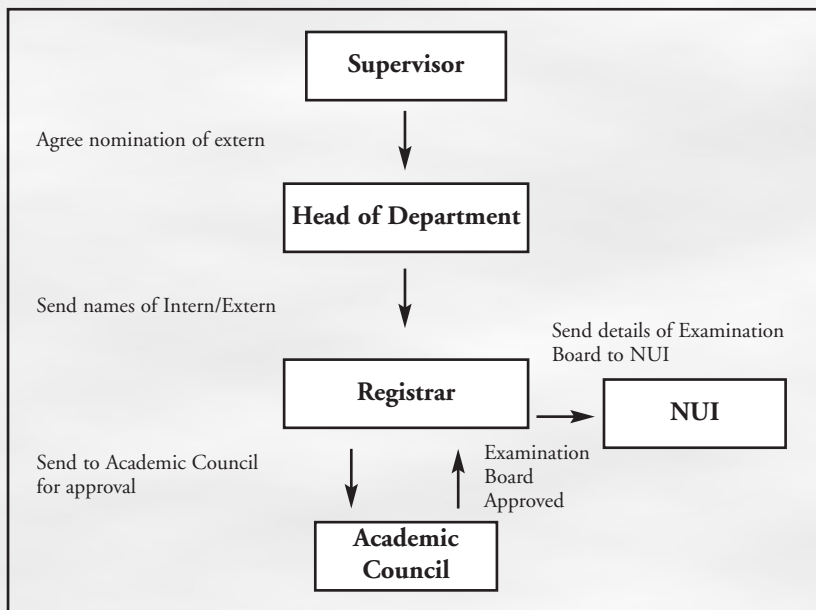 Supervisor
Agree nomination of extern
Head of Department
Send names of Intern/Extern
Send details of Examination
Board to NUI
Registrar
NUI
Send to Academic Council
for approval
Examination
Board
Approved
Academic
Council